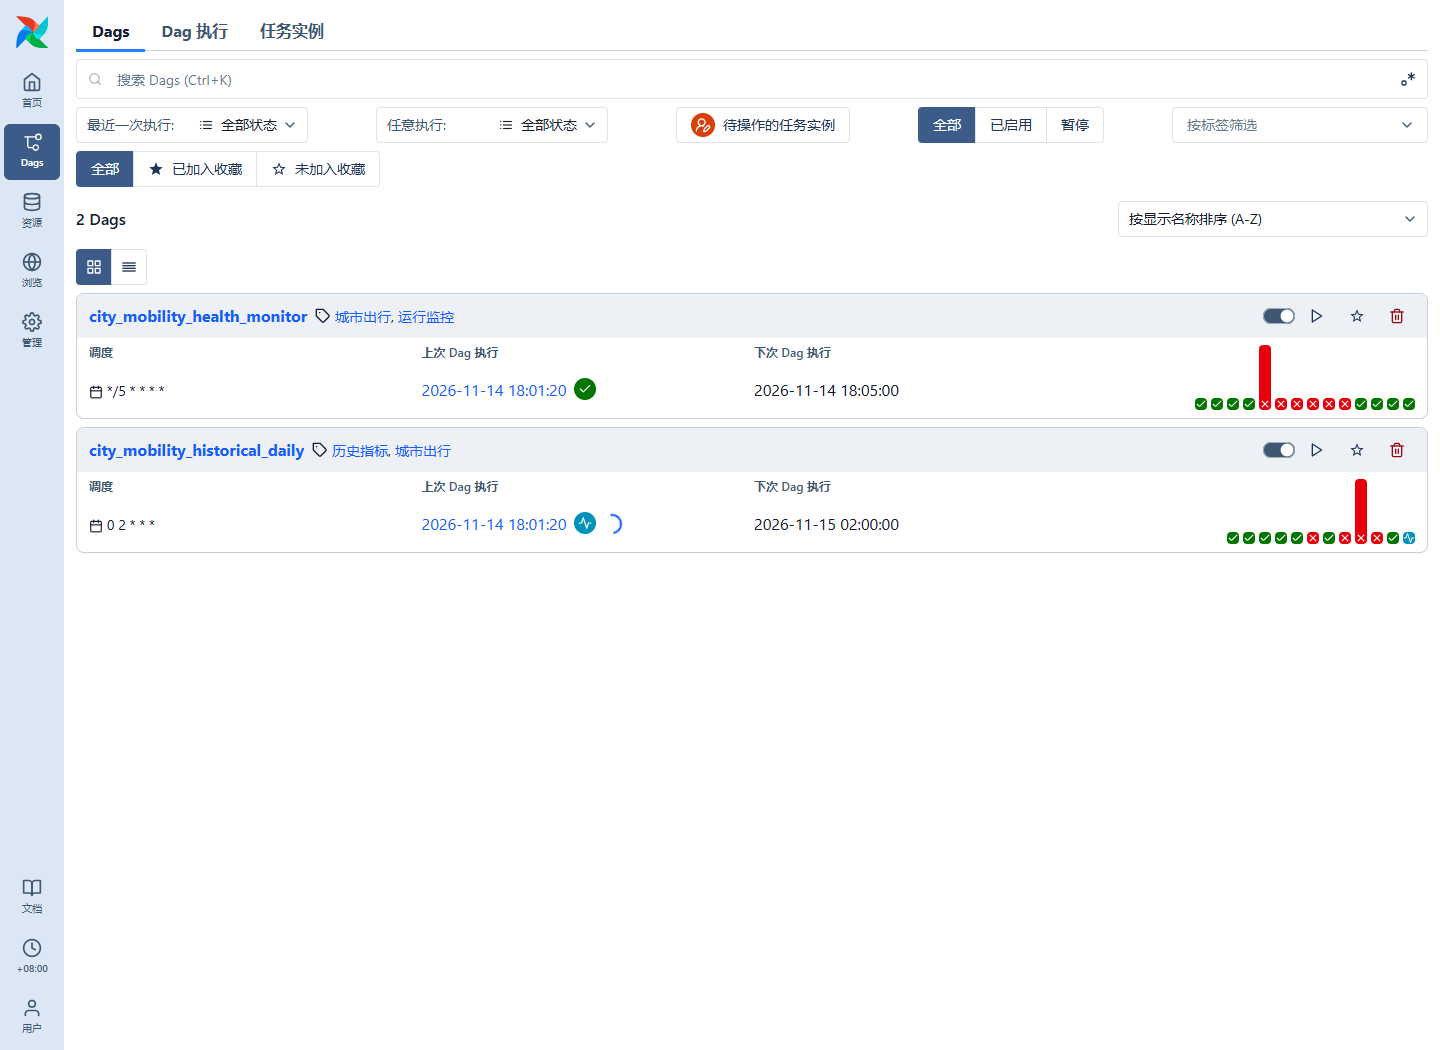 Dags
Dag 执行
任务实例
首页
Dags
资源
浏览
管理
文档
+08:00
用户
搜索 Dags (Ctrl+K)
最近一次执行: 全部状态
任意执行: 全部状态
待操作的任务实例
全部 已启用 暂停
按标签筛选
全部 已加入收藏 未加入收藏
2 Dags
按显示名称排序 (A-Z)
city_mobility_health_monitor 城市出行, 运行监控
调度 上次 Dag 执行 下次 Dag 执行
*/5 * * * * 2026-11-14 18:01:20 2026-11-14 18:05:00
city_mobility_historical_daily 历史指标, 城市出行
调度 上次 Dag 执行 下次 Dag 执行
0 2 * * * 2026-11-14 18:01:20 2026-11-15 02:00:00